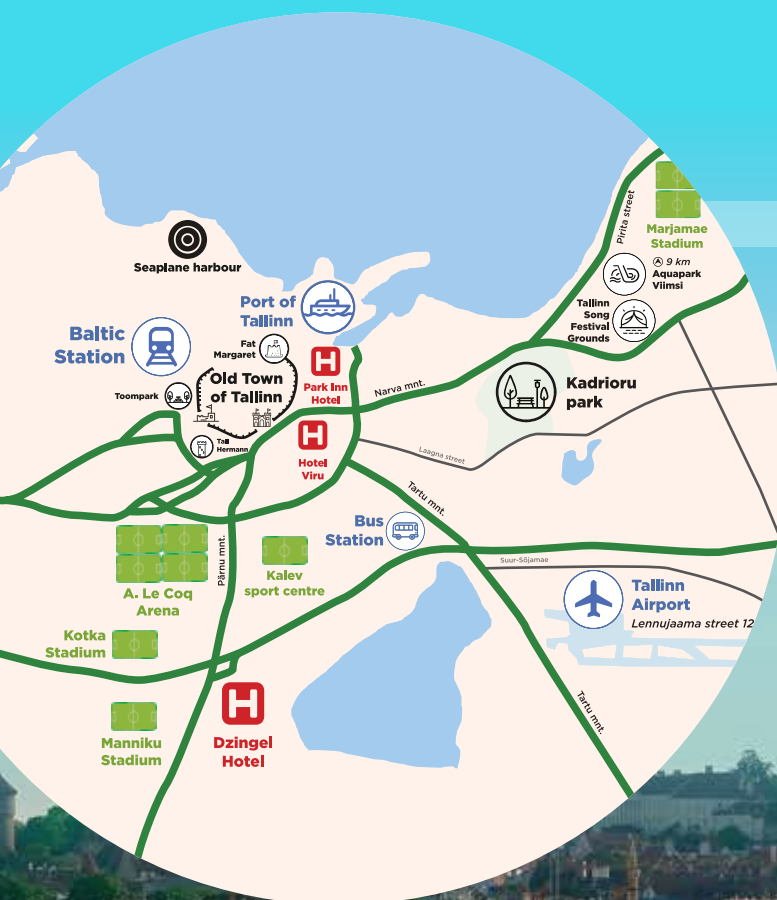 Pirita street
Marjamae
Stadium
Seaplane harbour
9 km
Aquapark
Viimsi
Port of
Tallinn
Tallinn
Song
Festival
Grounds
Baltic
Station
Fat
Margaret
H
Park Inn
Hotel
Old Town
of Tallinn
Narva mnt.
Kadrioru
park
Toompark
Tall
Hermann
H
Hotel
Viru
Laagna street
Tartu mnt.
Bus
Station
Pärnu mnt.
Suur-Sõjamae
Kalev
sport centre
A. Le Coq
Arena
Tallinn
Airport
Lennujaama street 12
Kotka
Stadium
H
Dzingel
Hotel
Manniku
Stadium
Tartu mnt.